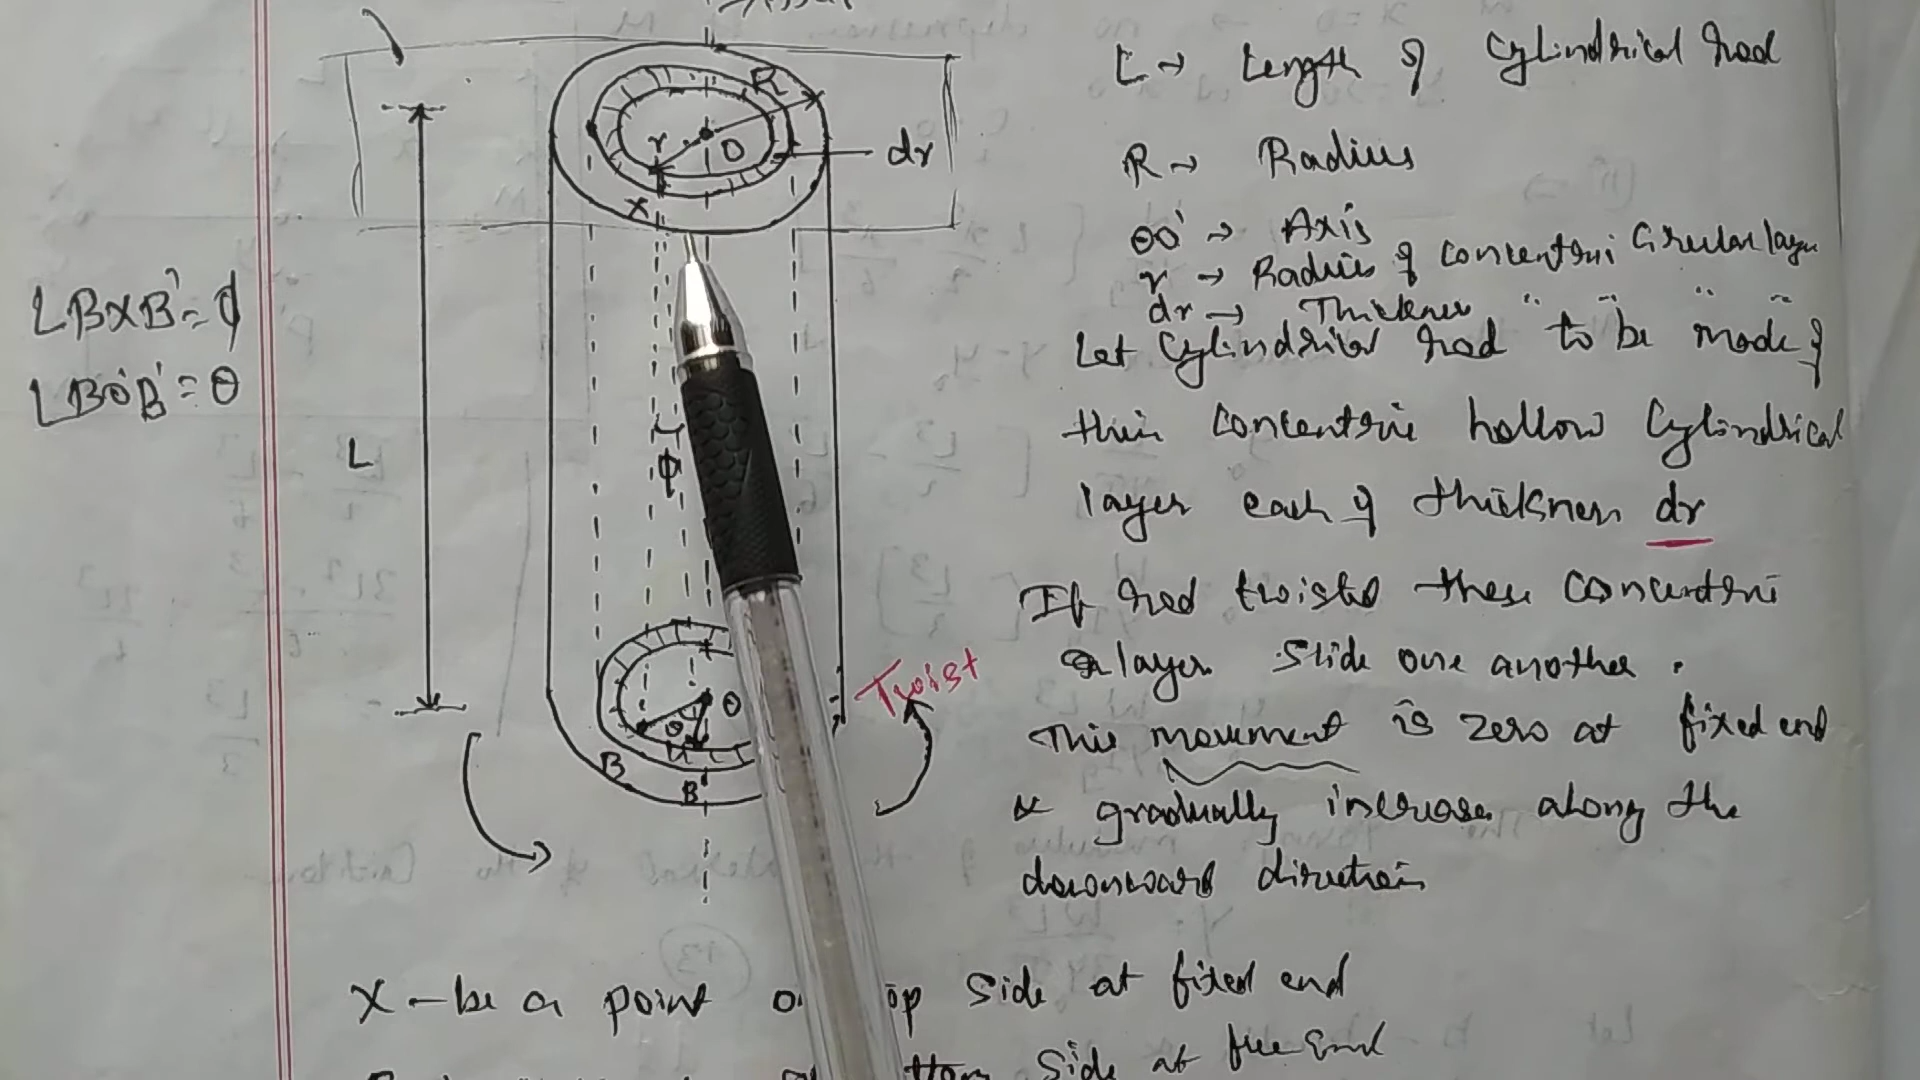 R
r
O
dr
X
L
ϕ
O
θ
B
B'
Twist
∠BXB' = ϕ
∠BO'B' = θ
L → Length of Cylindrical rod
R → Radius
OO' → Axis
r → Radius of concentric Circular layer
dr → Thickness " " " "
Let Cylindrical rod to be made of
thin concentric hollow Cylindrical
layer each of thickness dr
If rod twisted these concentric
layer slide one another.
This movement is zero at fixed end
& gradually increase along the
downward direction
X - be a point op side at fixed end
side at free End